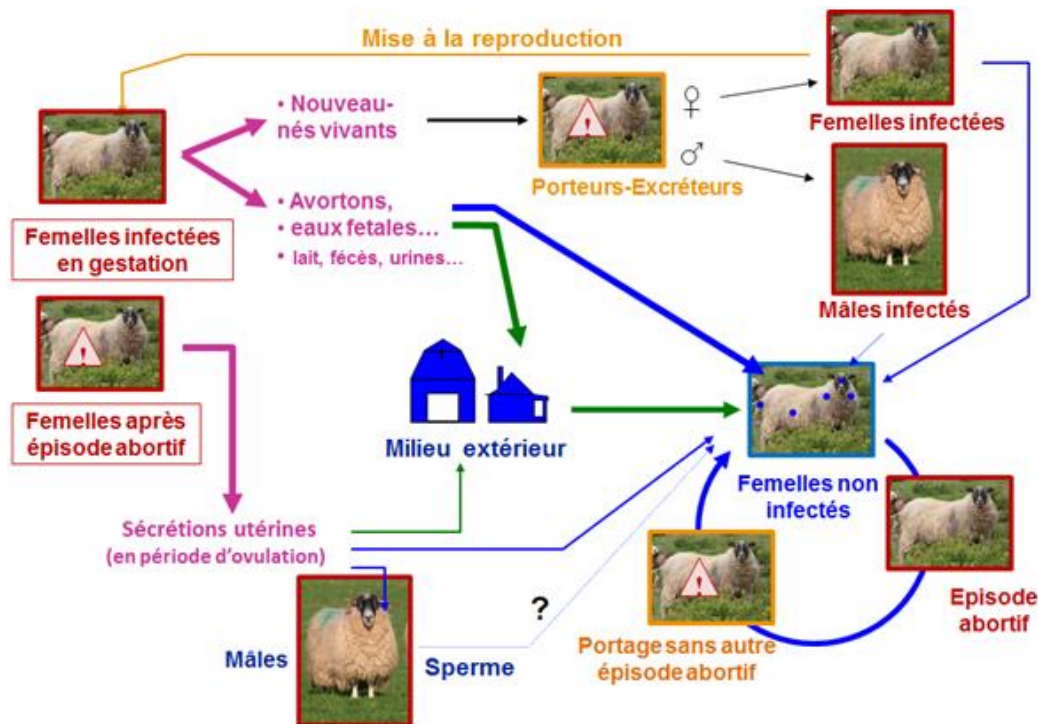 Mise à la reproduction
• Nouveau-
nés vivants
♀
♂
Porteurs-Excréteurs
Femelles infectées
Femelles infectées
en gestation
• Avortons,
• eaux fetales...
• lait, fécès, urines...
Mâles infectés
!
!
Femelles après
épisode abortif
Milieu extérieur
Femelles non
infectés
Sécrétions utérines
(en période d'ovulation)
!
Episode
abortif
?
Portage sans autre
épisode abortif
Mâles
Sperme